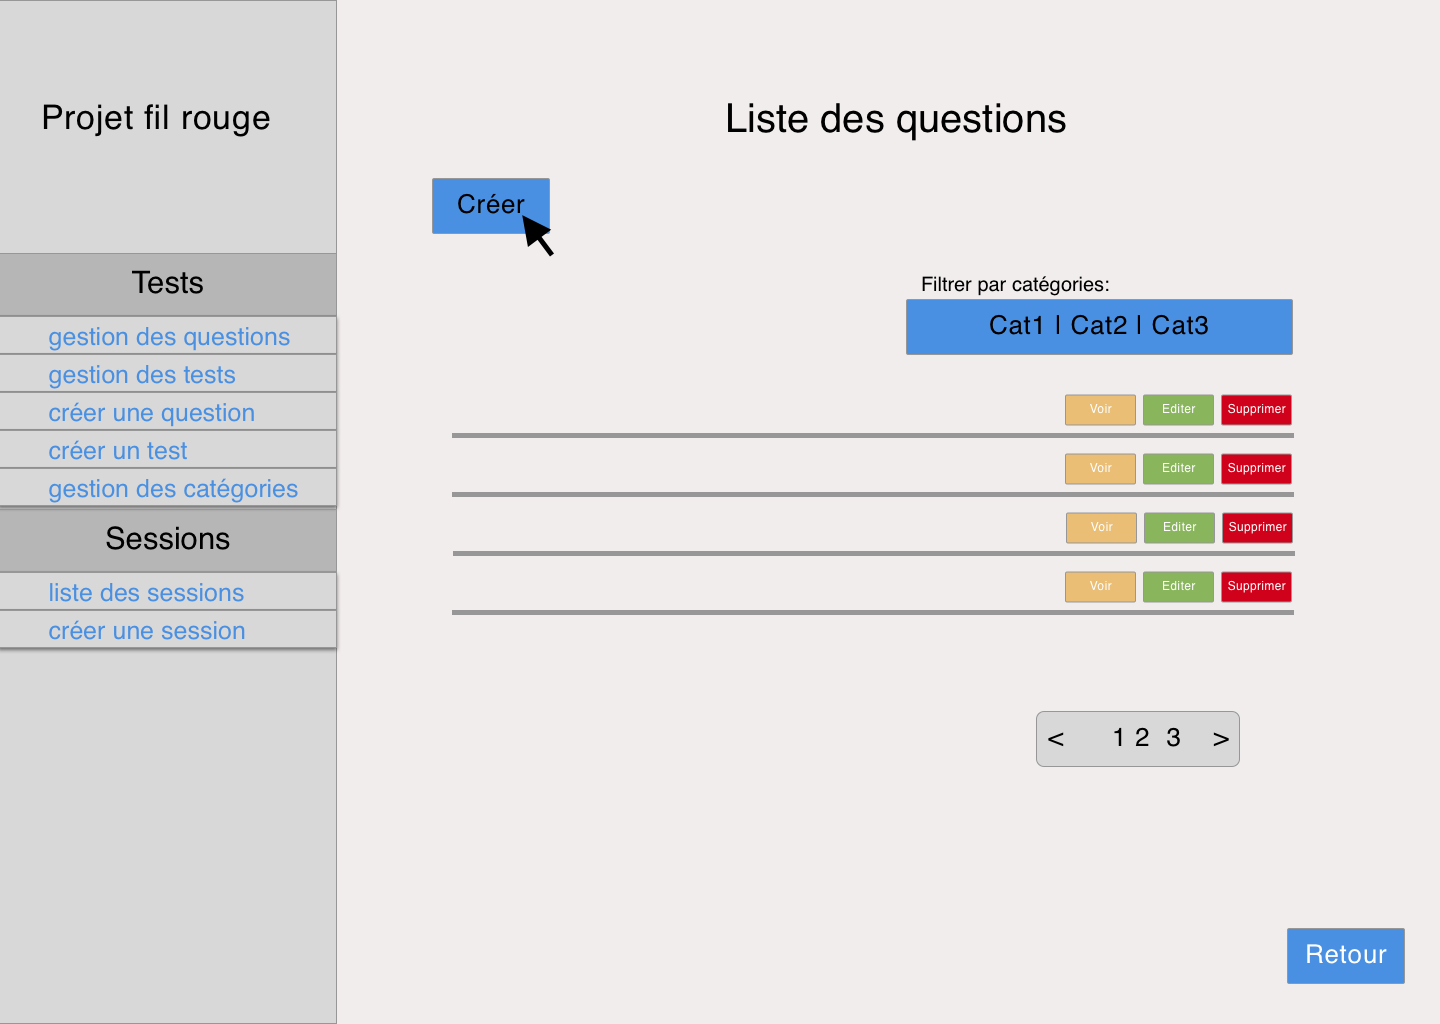 Projet fil rouge
Tests
gestion des questions
gestion des tests
créer une question
créer un test
gestion des catégories
Sessions
liste des sessions
créer une session
Liste des questions
Créer
Filtrer par catégories:
Cat1 | Cat2 | Cat3
Voir Editer Supprimer
Voir Editer Supprimer
Voir Editer Supprimer
Voir Editer Supprimer
< 1 2 3 >
Retour